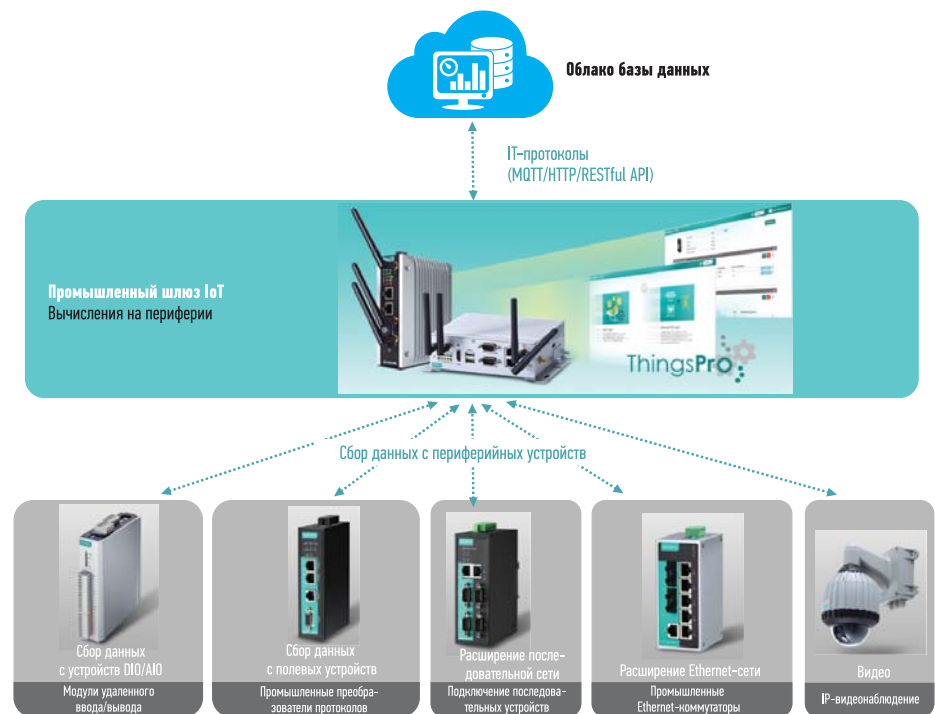 Облако базы данных
IT-протоколы
(MQTT/HTTP/RESTful API)
Промышленный шлюз IoT
Вычисления на периферии
ThingsPro
Сбор данных с периферийных устройств
Сбор данных
с устройств DIO/AIO
Модули удаленного
ввода/вывода
Сбор данных
с полевых устройств
Промышленные преобра-
зователи протоколов
Расширение после-
довательной сети
Подключение последова-
тельных устройств
Расширение Ethernet-сети
Промышленные
Ethernet-коммутаторы
Видео
IP-видеонаблюдение